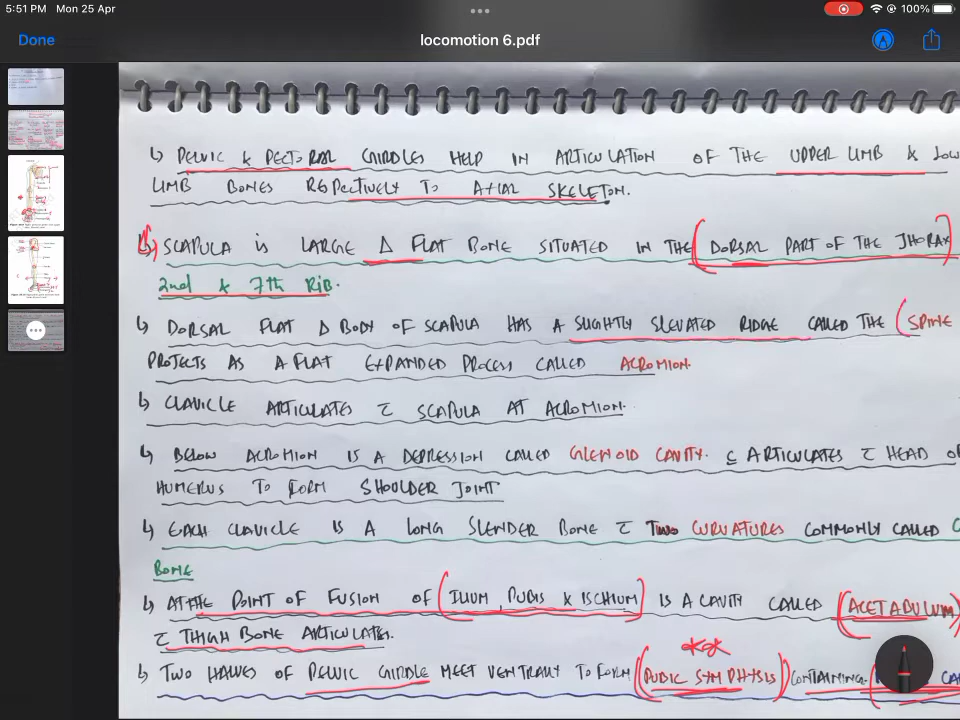 5:51 PM Mon 25 Apr
100%
Done
locomotion 6.pdf
↳ PELVIC & PECTORAL GIRDLES HELP IN ARTICULATION OF THE UPPER LIMB & LOW
LIMB BONES RESPECTIVELY TO AXIAL SKELETON.
↳ SCAPULA IS LARGE Δ FLAT BONE SITUATED IN THE (DORSAL PART OF THE THORAX)
2nd & 7th RIB.
↳ DORSAL FLAT Δ BODY OF SCAPULA HAS A SLIGHTLY ELEVATED RIDGE CALLED THE (SPINE
PROJECTS AS A FLAT EXPANDED PROCESS CALLED ACROMION.
↳ CLAVICLE ARTICULATES c̄ SCAPULA AT ACROMION.
↳ BELOW ACROMION IS A DEPRESSION CALLED GLENOID CAVITY. ⊆ ARTICULATES c̄ HEAD OF
HUMERUS TO FORM SHOULDER JOINT
↳ EACH CLAVICLE IS A LONG SLENDER BONE c̄ TWO CURVATURES COMMONLY CALLED C
BONE
↳ AT THE POINT OF FUSION OF (ILIUM, PUBIS & ISCHIUM) IS A CAVITY CALLED (ACETABULUM)
c̄ THIGH BONE ARTICULATES.
↳ TWO HALVES OF PELVIC GIRDLE MEET VENTRALLY TO FORM (PUBIC SYMPHYSIS) CONTAINING